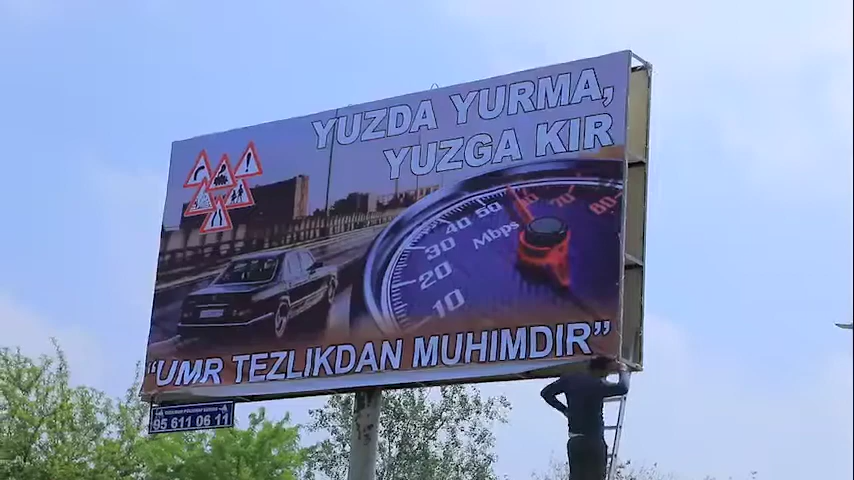 YUZDA YURMA,
YUZGA KIR
10
20
30
40
50
60
70
80
Mbps
“UMR TEZLIKDAN MUHIMDIR”
95 611 06 11